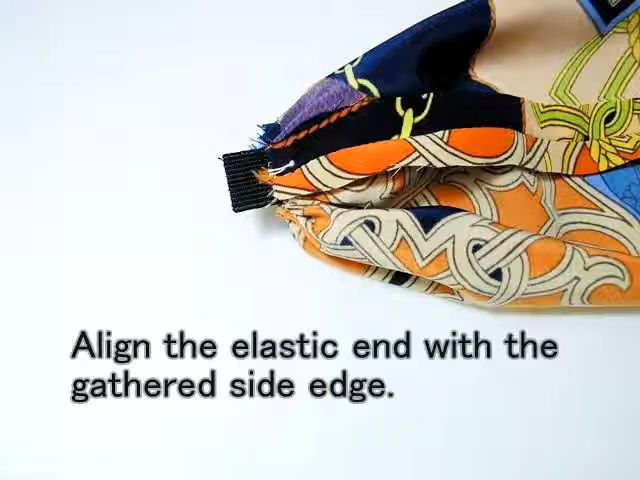 Align the elastic end with the
gathered side edge.